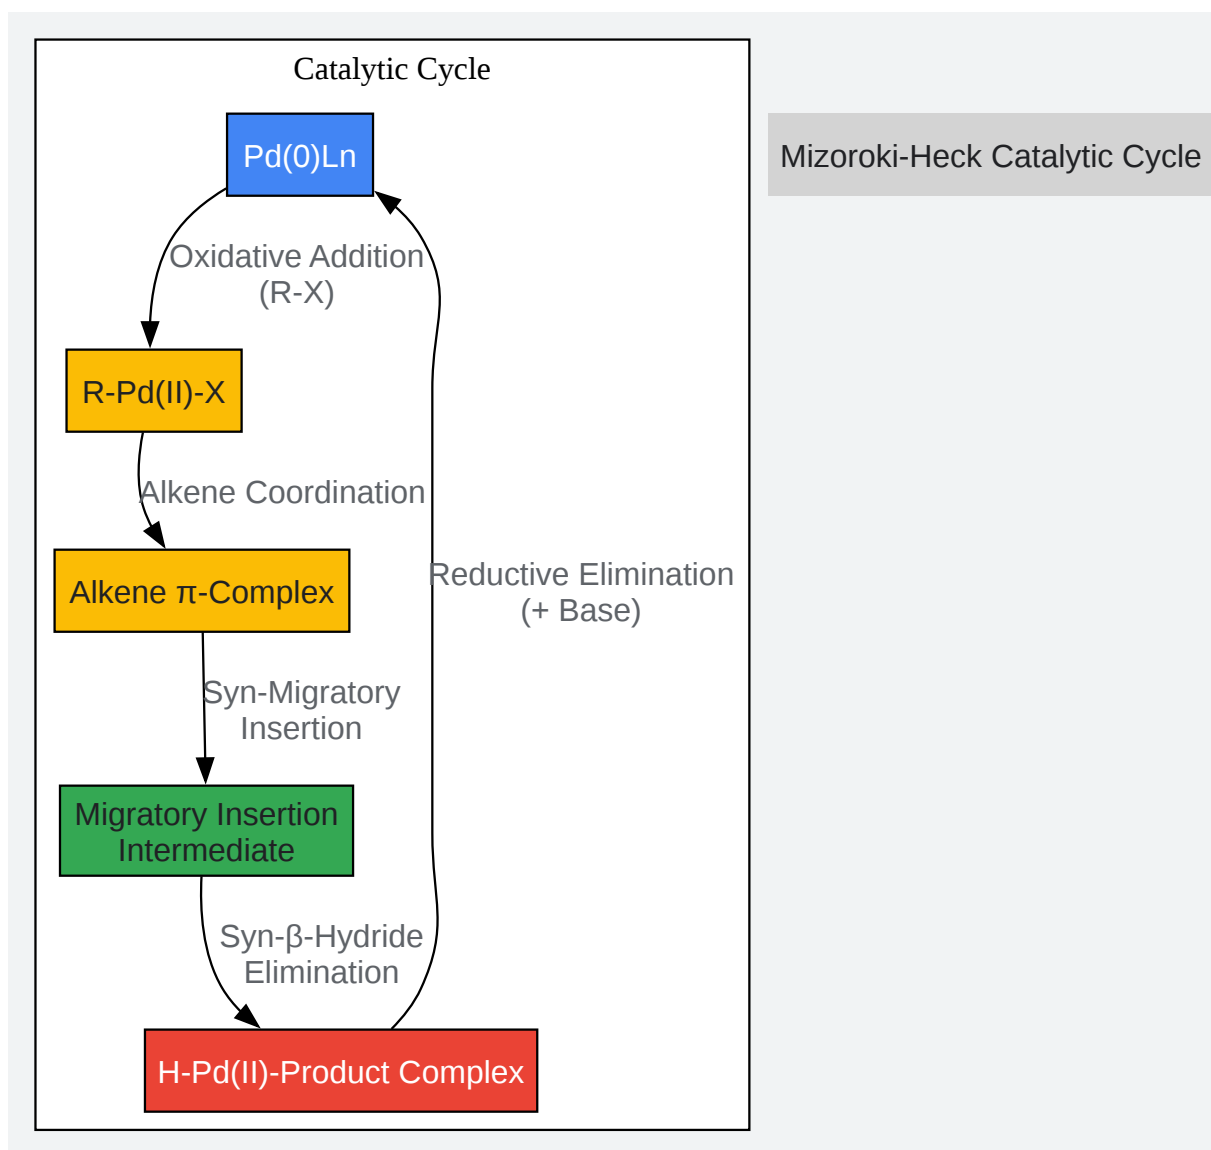 Catalytic Cycle
Pd(0)Ln
Mizoroki-Heck Catalytic Cycle
Oxidative Addition
(R-X)
R-Pd(II)-X
Alkene Coordination
Alkene π-Complex
Reductive Elimination
(+ Base)
Syn-Migratory
Insertion
Migratory Insertion
Intermediate
Syn-β-Hydride
Elimination
H-Pd(II)-Product Complex